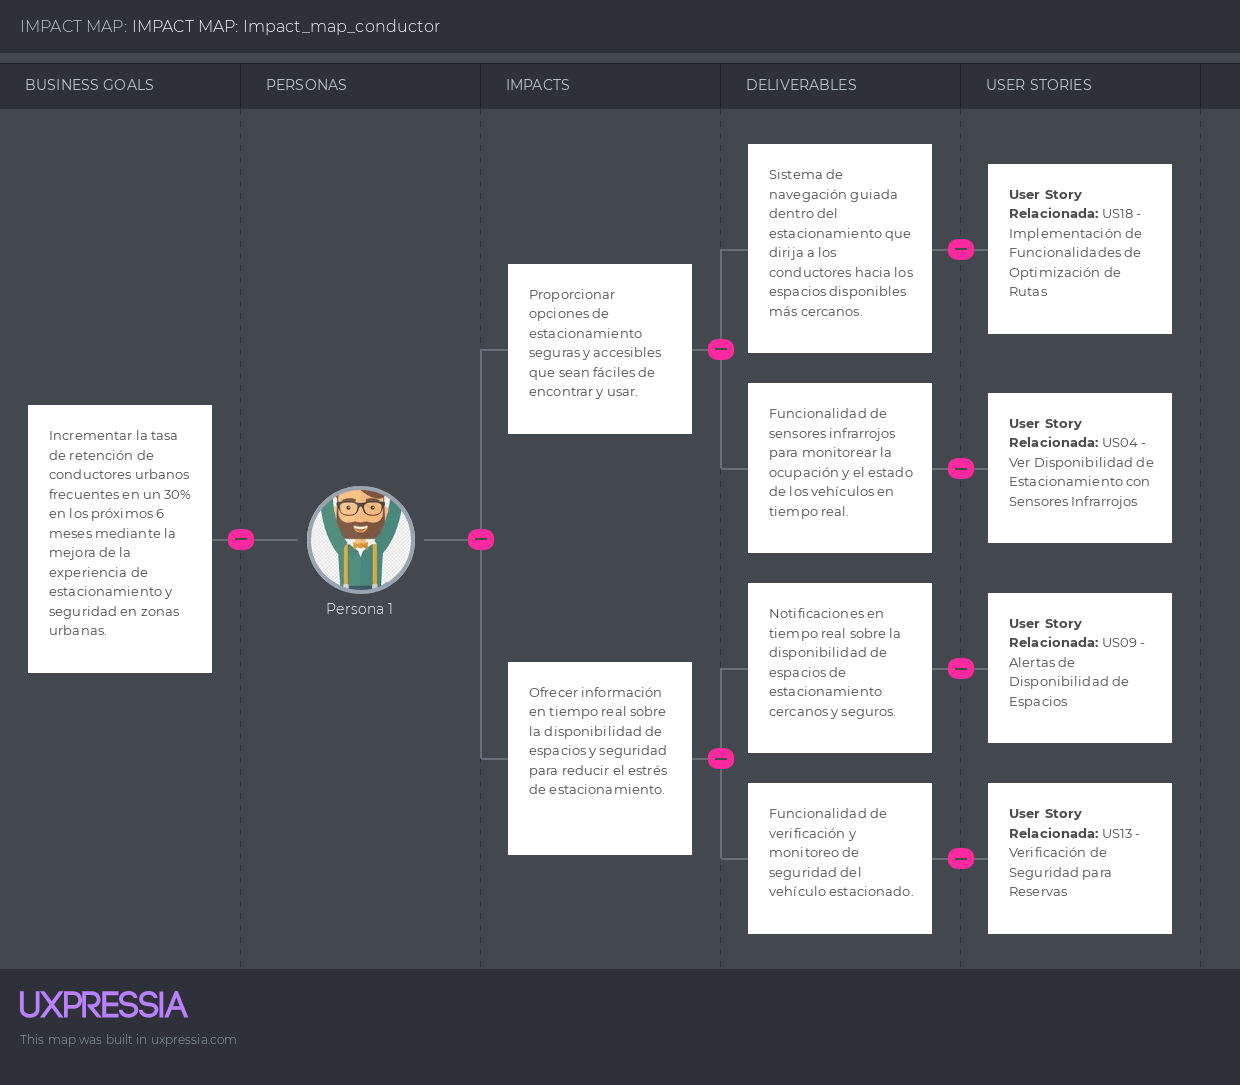 IMPACT MAP: IMPACT MAP: Impact_map_conductor
BUSINESS GOALS
PERSONAS
IMPACTS
DELIVERABLES
USER STORIES
Incrementar la tasa
de retención de
conductores urbanos
frecuentes en un 30%
en los próximos 6
meses mediante la
mejora de la
experiencia de
estacionamiento y
seguridad en zonas
urbanas.
Persona 1
Proporcionar
opciones de
estacionamiento
seguras y accesibles
que sean fáciles de
encontrar y usar.
Ofrecer información
en tiempo real sobre
la disponibilidad de
espacios y seguridad
para reducir el estrés
de estacionamiento.
Sistema de
navegación guiada
dentro del
estacionamiento que
dirija a los
conductores hacia los
espacios disponibles
más cercanos.
Funcionalidad de
sensores infrarrojos
para monitorear la
ocupación y el estado
de los vehículos en
tiempo real.
Notificaciones en
tiempo real sobre la
disponibilidad de
espacios de
estacionamiento
cercanos y seguros.
Funcionalidad de
verificación y
monitoreo de
seguridad del
vehículo estacionado.
User Story
Relacionada: US18 -
Implementación de
Funcionalidades de
Optimización de
Rutas
User Story
Relacionada: US04 -
Ver Disponibilidad de
Estacionamiento con
Sensores Infrarrojos
User Story
Relacionada: US09 -
Alertas de
Disponibilidad de
Espacios
User Story
Relacionada: US13 -
Verificación de
Seguridad para
Reservas
UXPRESSIA
This map was built in uxpressia.com